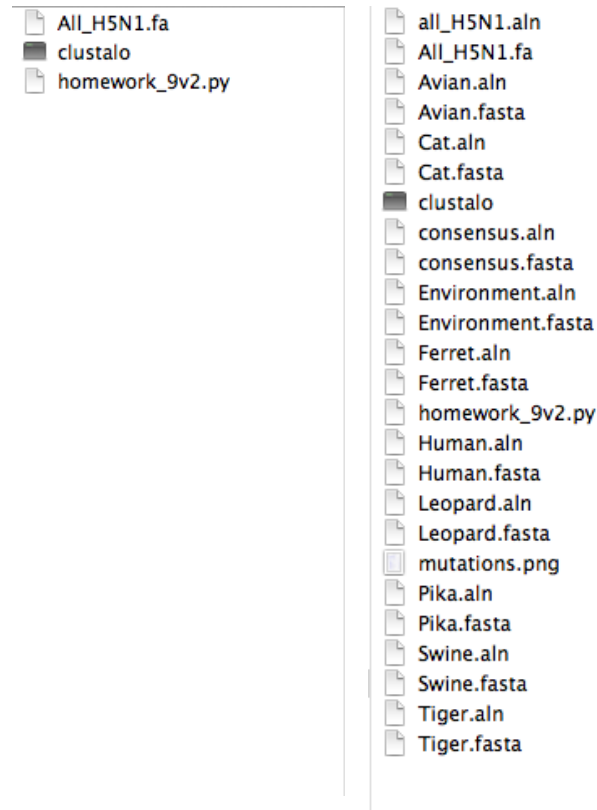 All_H5N1.fa
clustalo
homework_9v2.py
all_H5N1.aln
All_H5N1.fa
Avian.aln
Avian.fasta
Cat.aln
Cat.fasta
clustalo
consensus.aln
consensus.fasta
Environment.aln
Environment.fasta
Ferret.aln
Ferret.fasta
homework_9v2.py
Human.aln
Human.fasta
Leopard.aln
Leopard.fasta
mutations.png
Pika.aln
Pika.fasta
Swine.aln
Swine.fasta
Tiger.aln
Tiger.fasta